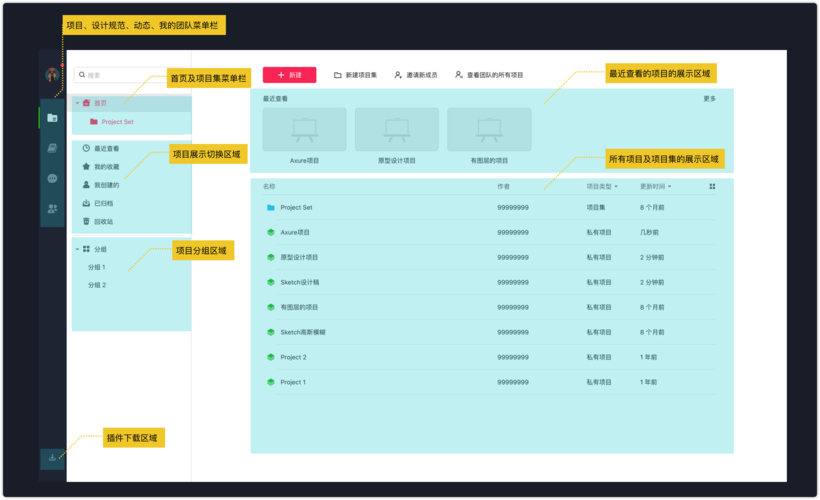 项目、设计规范、动态、我的团队菜单栏
搜索
首页及项目集菜单栏
首页
Project Set
最近查看
我的收藏
我创建的
已归档
回收站
项目展示切换区域
分组
分组 1
分组 2
项目分组区域
插件下载区域
新建
新建项目集
邀请新成员
查看团队的所有项目
最近查看的项目的展示区域
最近查看
更多
Axure项目
原型设计项目
有图层的项目
所有项目及项目集的展示区域
名称 作者 项目类型 更新时间
Project Set 99999999 项目集 8 个月前
Axure项目 99999999 私有项目 几秒前
原型设计项目 99999999 私有项目 2 分钟前
Sketch设计稿 99999999 私有项目 2 分钟前
有图层的项目 99999999 私有项目 8 个月前
Sketch高斯模糊 99999999 私有项目 8 个月前
Project 2 99999999 私有项目 1 年前
Project 1 99999999 私有项目 1 年前